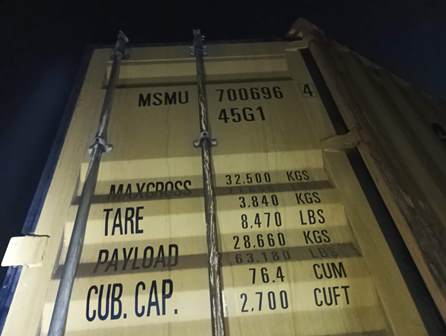 MSMU 700696 4
45G1
MAXGROSS 32.500 KGS
3.840 KGS
TARE 8.470 LBS
28.660 KGS
PAYLOAD 63.180 LBS
76.4 CUM
CUB. CAP. 2.700 CUFT